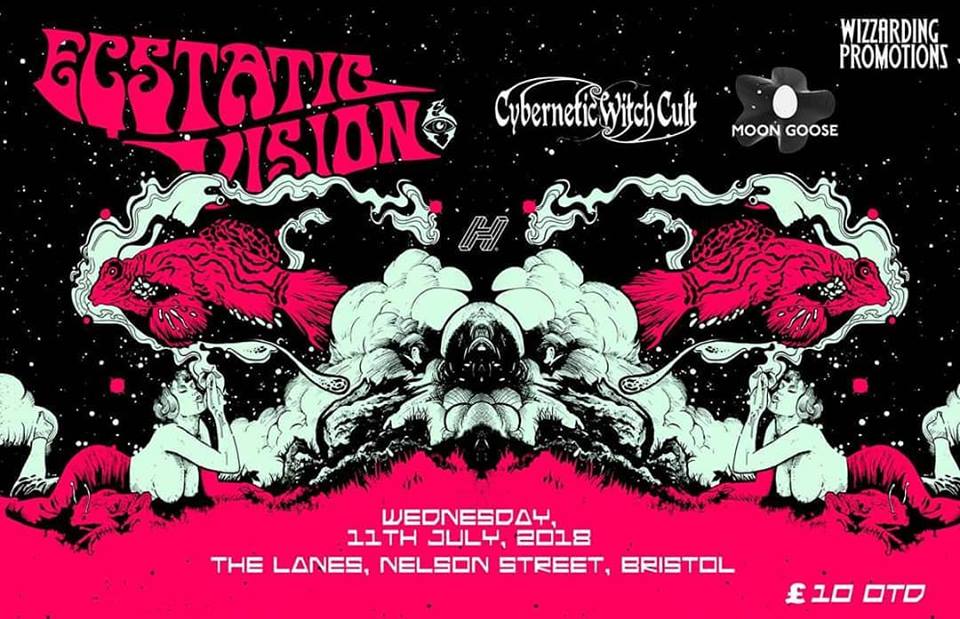 ECSTATIC
VISION
Cybernetic Witch Cult
MOON GOOSE
WIZZARDING
PROMOTIONS
H
WEDNESDAY,
11TH JULY, 2018
THE LANES, NELSON STREET, BRISTOL
£10 OTD